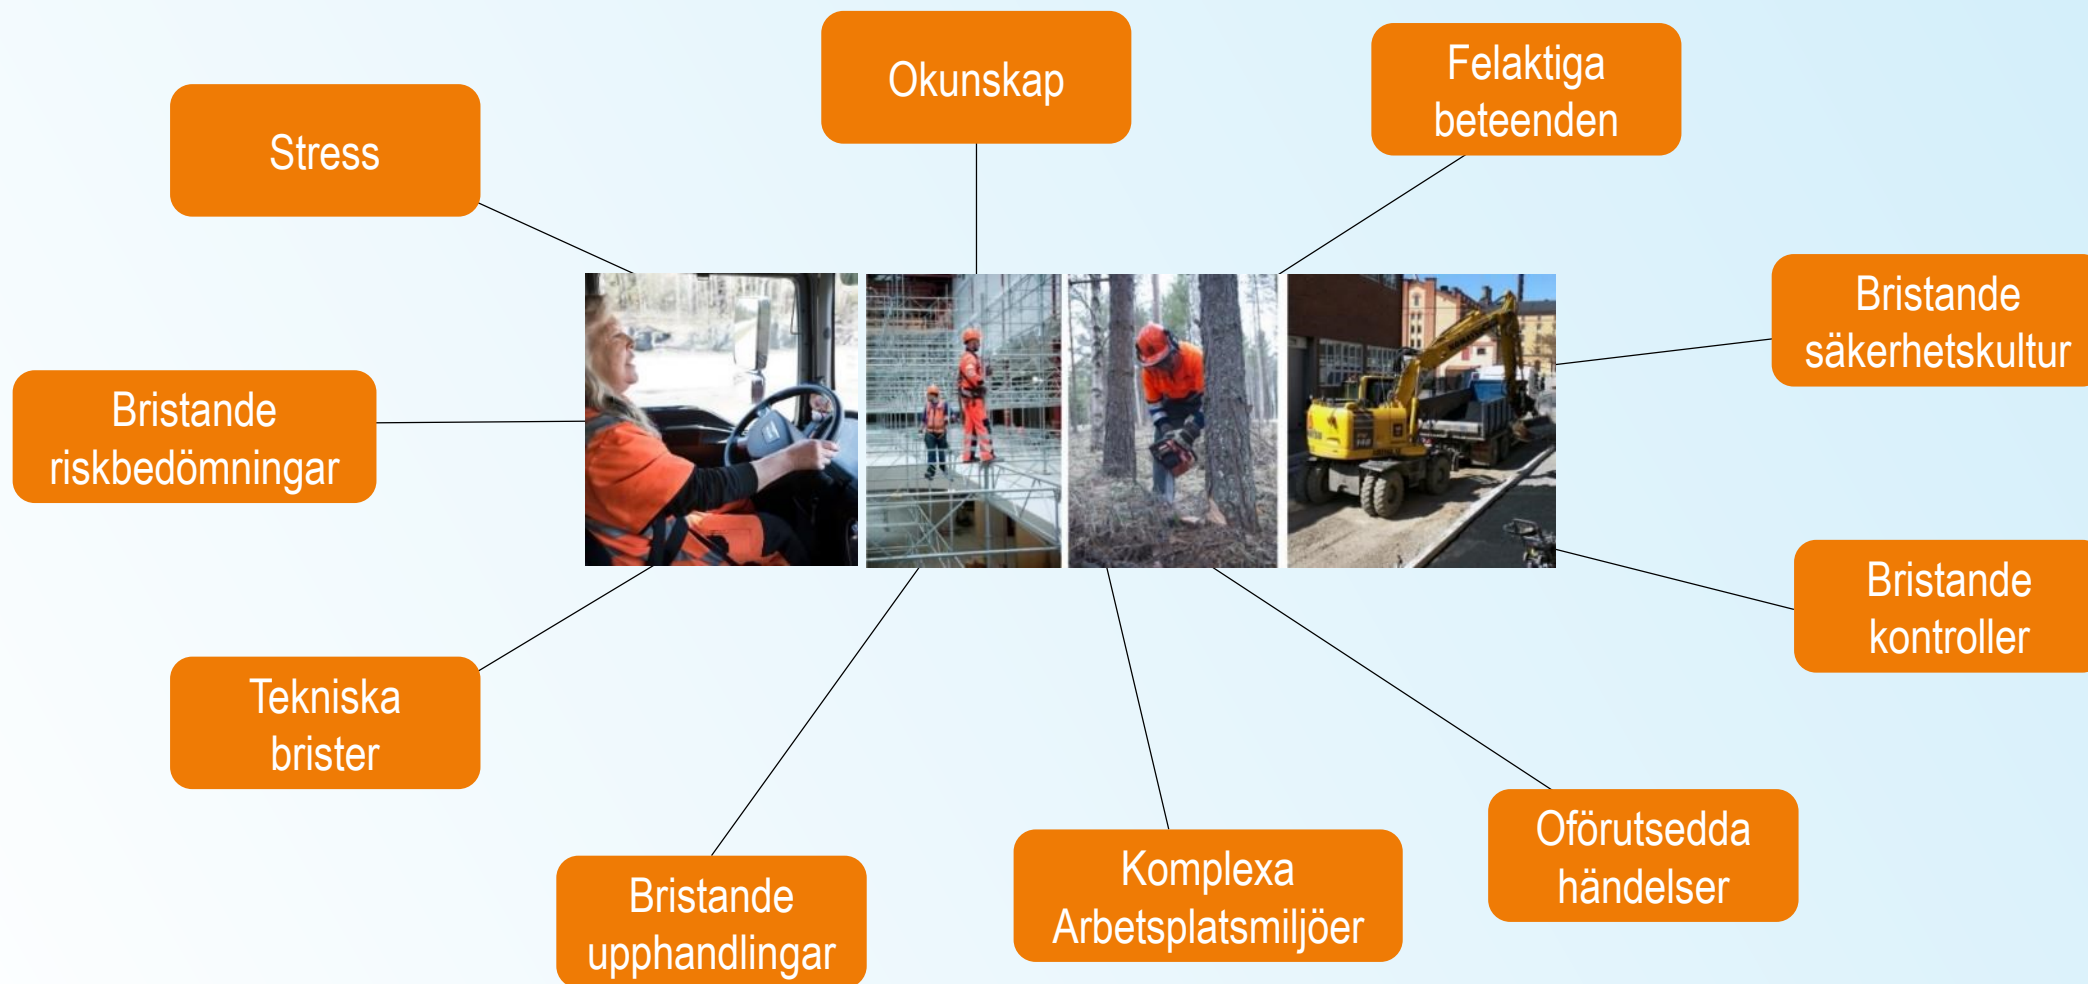 Okunskap
Felaktiga
beteenden
Stress
Bristande
säkerhetskultur
Bristande
riskbedömningar
Bristande
kontroller
Tekniska
brister
Oförutsedda
händelser
Komplexa
Arbetsplatsmiljöer
Bristande
upphandlingar